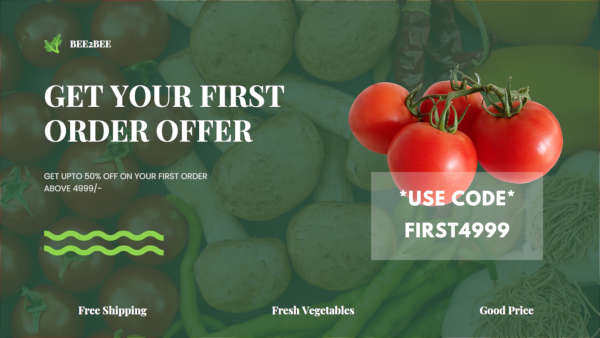 BEE2BEE
GET YOUR FIRST
ORDER OFFER
GET UPTO 50% OFF ON YOUR FIRST ORDER
ABOVE 4999/-
*USE CODE*
FIRST4999
Free Shipping
Fresh Vegetables
Good Price